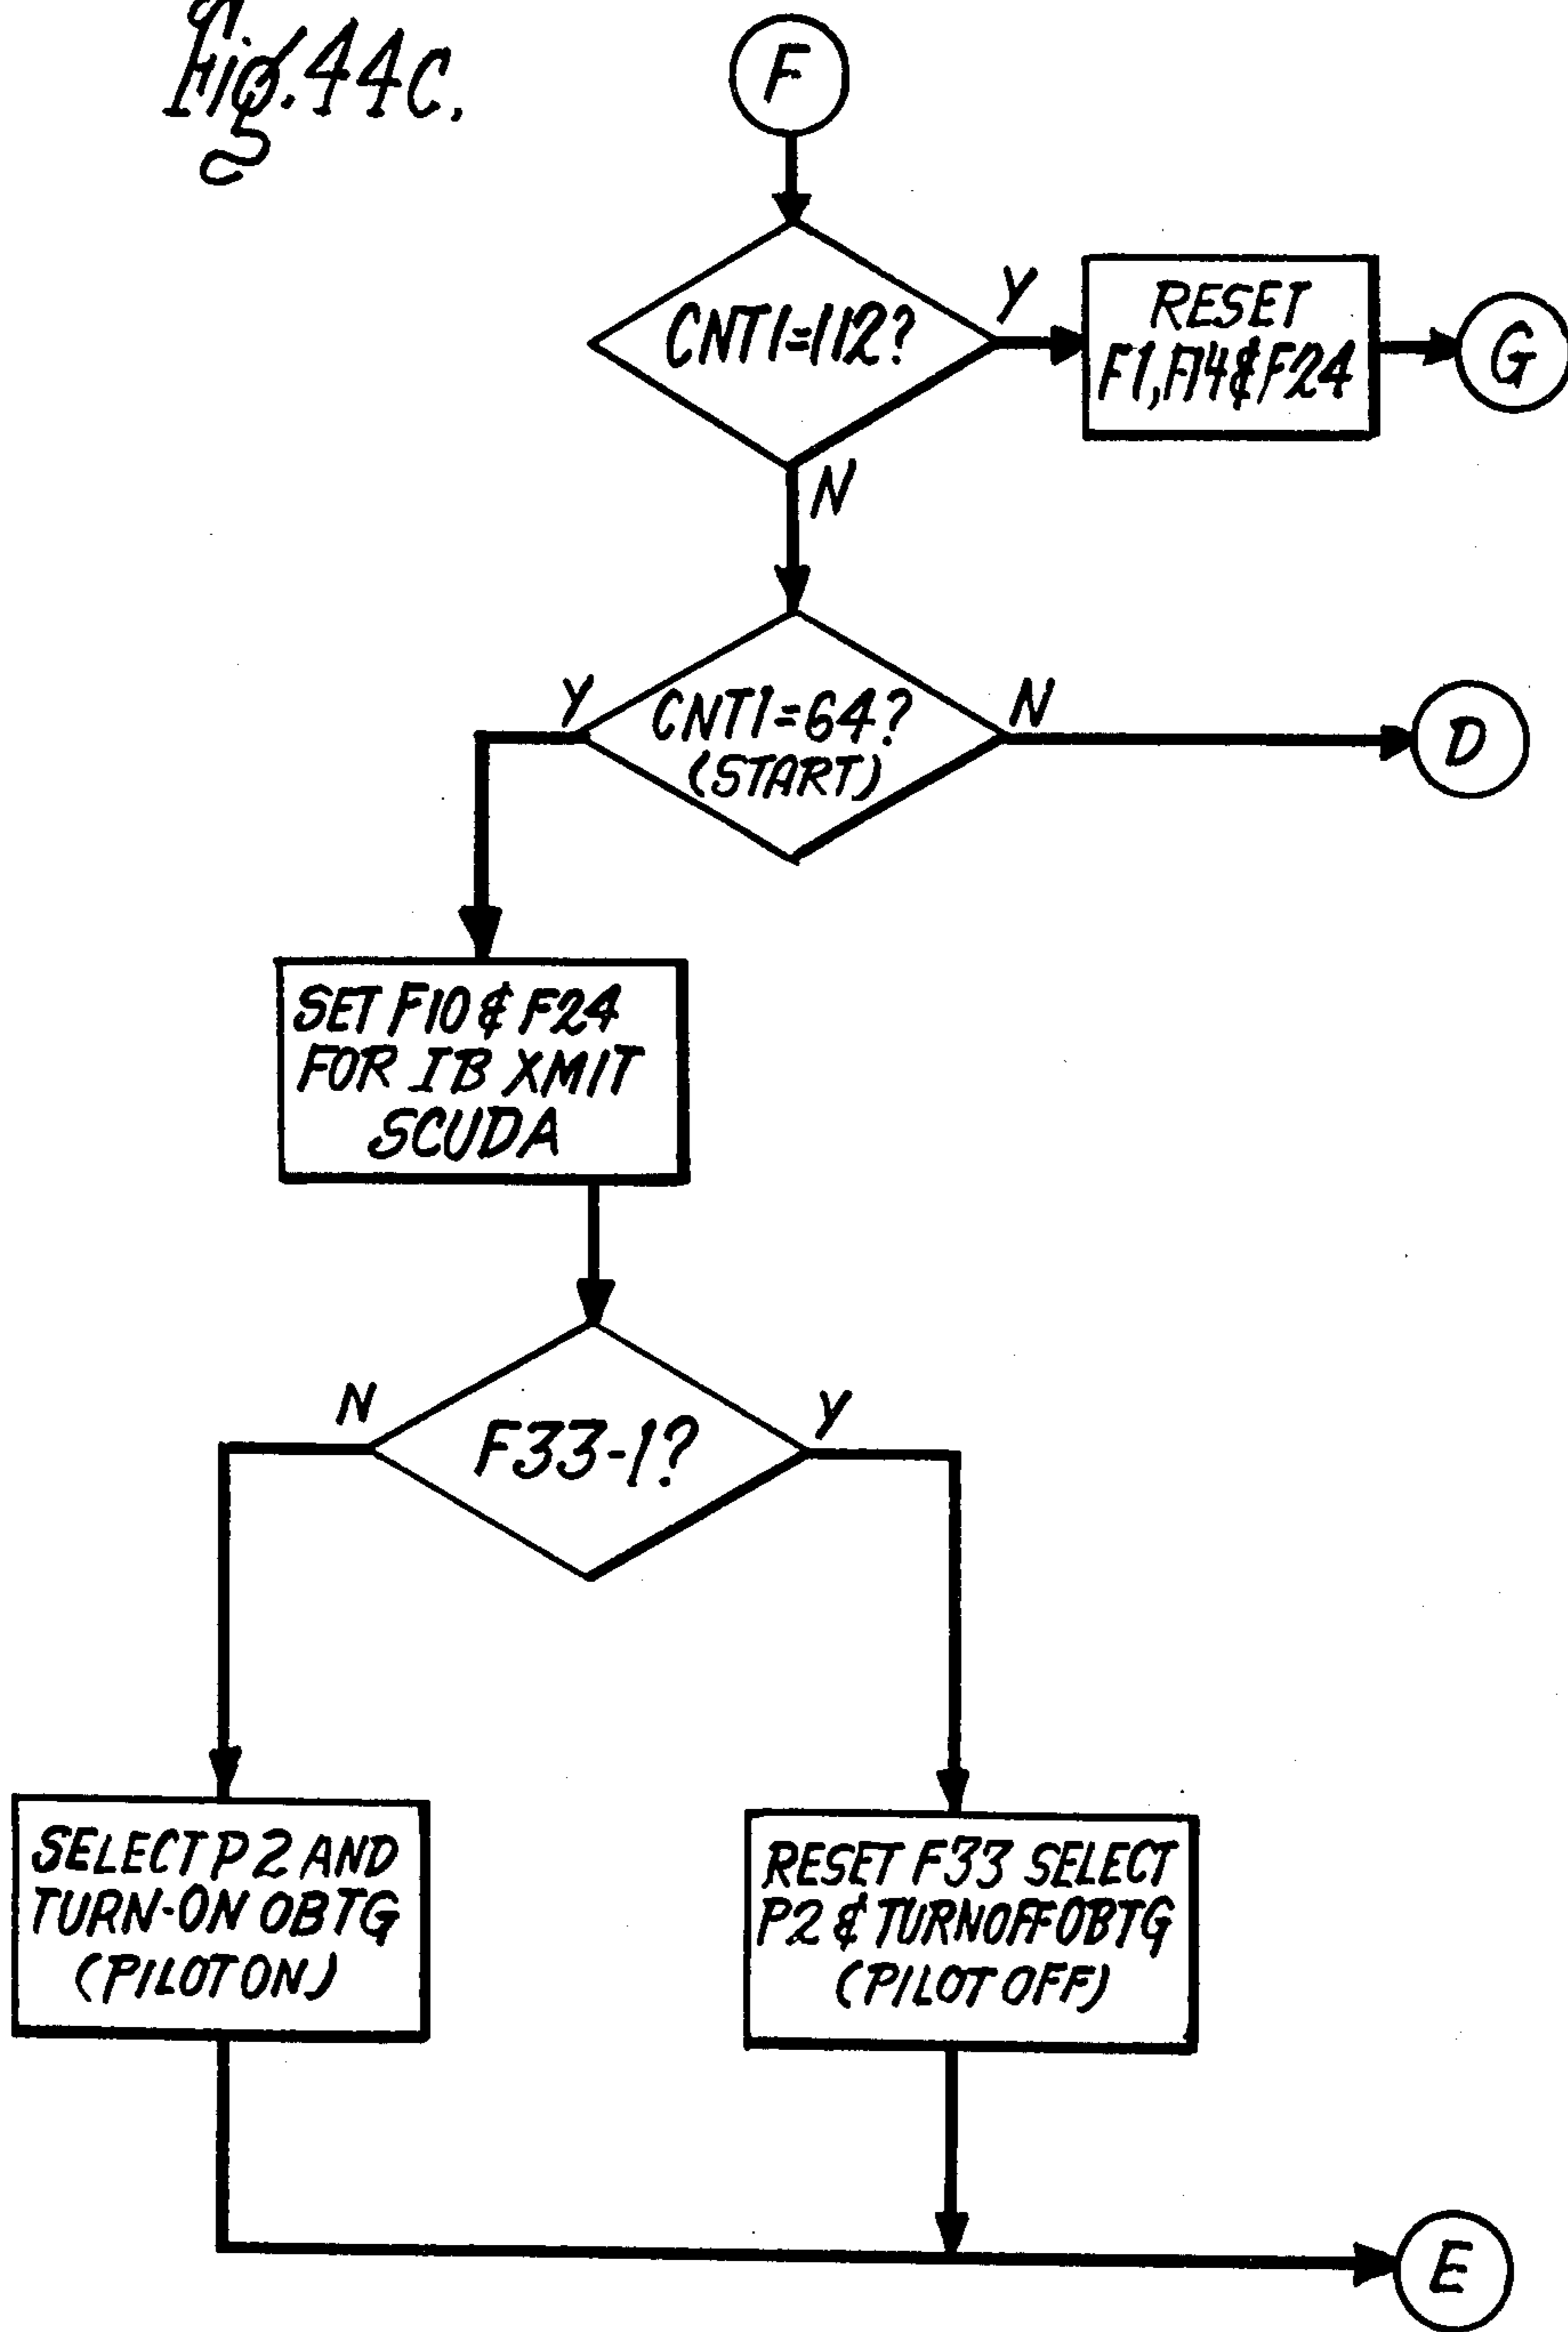 Fig. 44C.
F
CNT1=112?
Y
RESET
F1, F14 & F24
G
N
CNT1=64?
(START)
Y
N
D
SET F10 & F24
FOR IB XMIT
SCUDA
F33-1?
N
Y
SELECT P2 AND
TURN-ON OBTG
(PILOT ON)
RESET F33 SELECT
P2 & TURNOFF OBTG
(PILOT OFF)
E